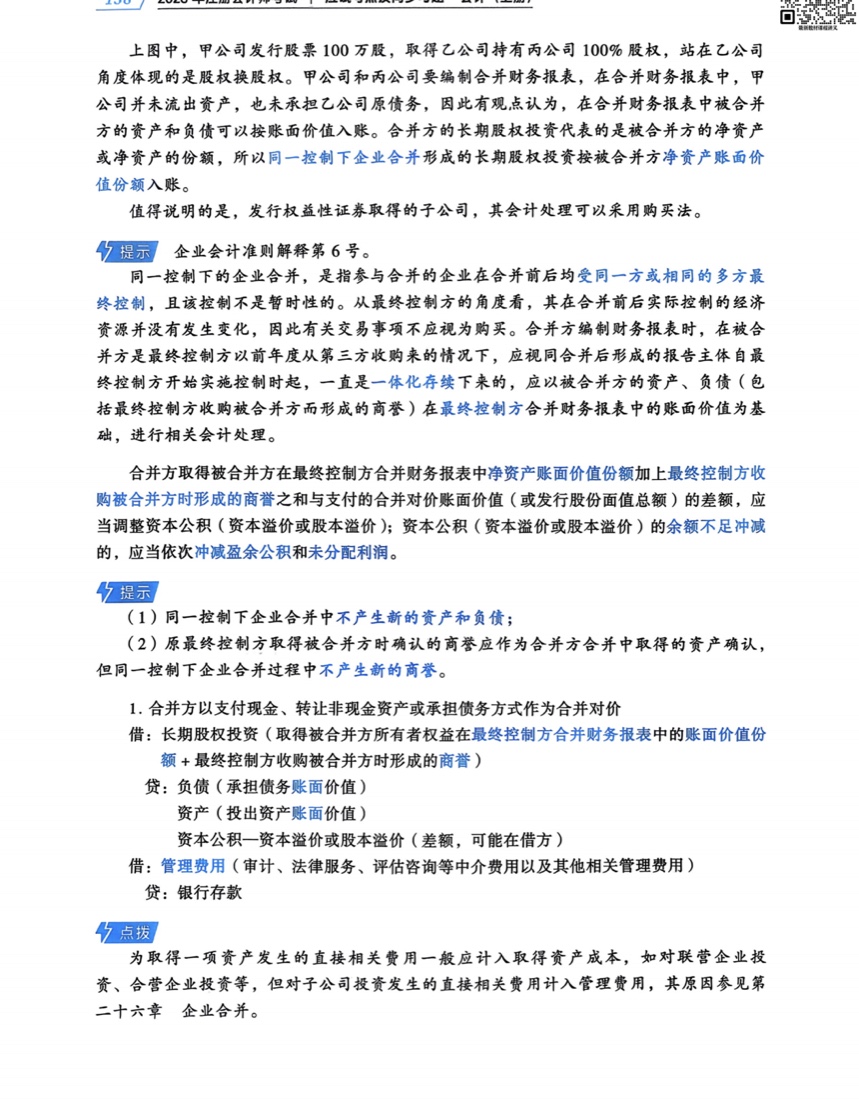 上图中，甲公司发行股票 100 万股，取得乙公司持有丙公司 100% 股权，站在乙公司
角度体现的是股权换股权。甲公司和丙公司要编制合并财务报表，在合并财务报表中，甲
公司并未流出资产，也未承担乙公司原债务，因此有观点认为，在合并财务报表中被合并
方的资产和负债可以按账面价值入账。合并方的长期股权投资代表的是被合并方的净资产
或净资产的份额，所以同一控制下企业合并形成的长期股权投资按被合并方净资产账面价
值份额入账。
值得说明的是，发行权益性证券取得的子公司，其会计处理可以采用购买法。
提示 企业会计准则解释第 6 号。
同一控制下的企业合并，是指参与合并的企业在合并前后均受同一方或相同的多方最
终控制，且该控制不是暂时性的。从最终控制方的角度看，其在合并前后实际控制的经济
资源并没有发生变化，因此有关交易事项不应视为购买。合并方编制财务报表时，在被合
并方是最终控制方以前年度从第三方收购来的情况下，应视同合并后形成的报告主体自最
终控制方开始实施控制时起，一直是一体化存续下来的，应以被合并方的资产、负债（包
括最终控制方收购被合并方而形成的商誉）在最终控制方合并财务报表中的账面价值为基
础，进行相关会计处理。
合并方取得被合并方在最终控制方合并财务报表中净资产账面价值份额加上最终控制方收
购被合并方时形成的商誉之和与支付的合并对价账面价值（或发行股份面值总额）的差额，应
当调整资本公积（资本溢价或股本溢价）；资本公积（资本溢价或股本溢价）的余额不足冲减
的，应当依次冲减盈余公积和未分配利润。
提示
（1）同一控制下企业合并中不产生新的资产和负债；
（2）原最终控制方取得被合并方时确认的商誉应作为合并方合并中取得的资产确认，
但同一控制下企业合并过程中不产生新的商誉。
1. 合并方以支付现金、转让非现金资产或承担债务方式作为合并对价
借：长期股权投资（取得被合并方所有者权益在最终控制方合并财务报表中的账面价值份
额 + 最终控制方收购被合并方时形成的商誉）
贷：负债（承担债务账面价值）
资产（投出资产账面价值）
资本公积—资本溢价或股本溢价（差额，可能在借方）
借：管理费用（审计、法律服务、评估咨询等中介费用以及其他相关管理费用）
贷：银行存款
点拨
为取得一项资产发生的直接相关费用一般应计入取得资产成本，如对联营企业投
资、合营企业投资等，但对子公司投资发生的直接相关费用计入管理费用，其原因参见第
二十六章 企业合并。